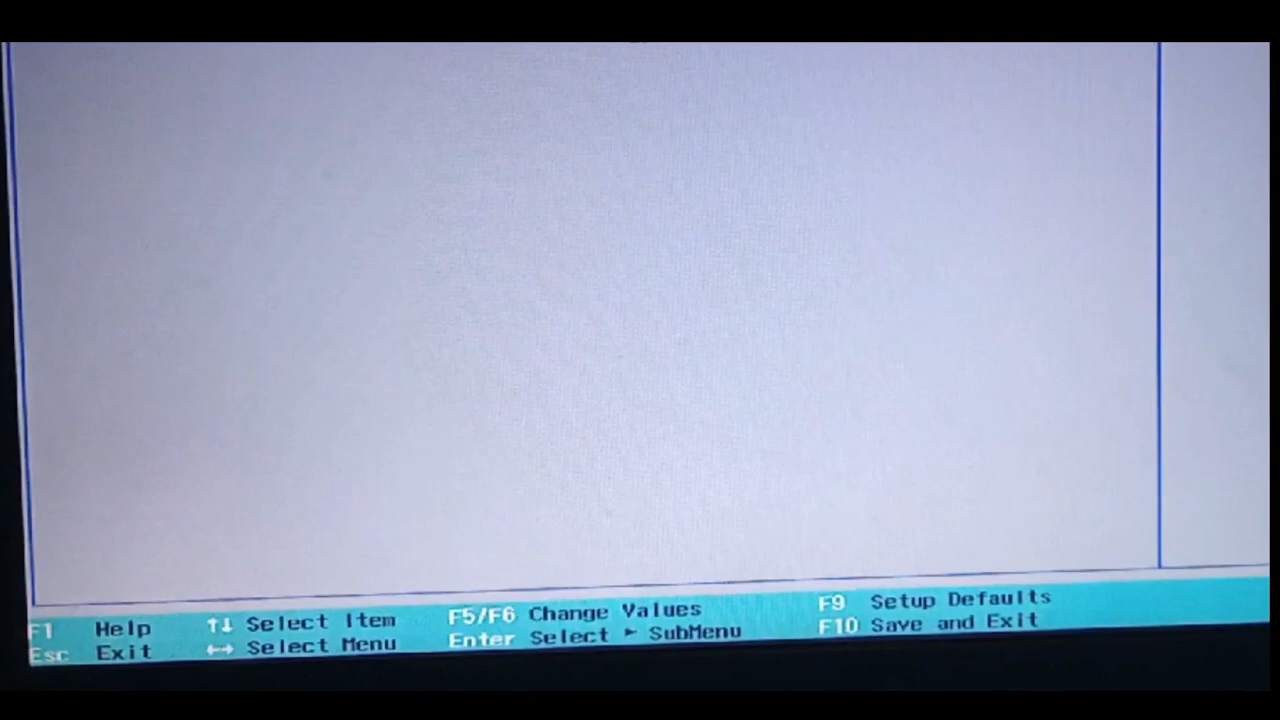 F1 Help ↑↓ Select Item F5/F6 Change Values F9 Setup Defaults
Esc Exit ↔ Select Menu Enter Select ► SubMenu F10 Save and Exit